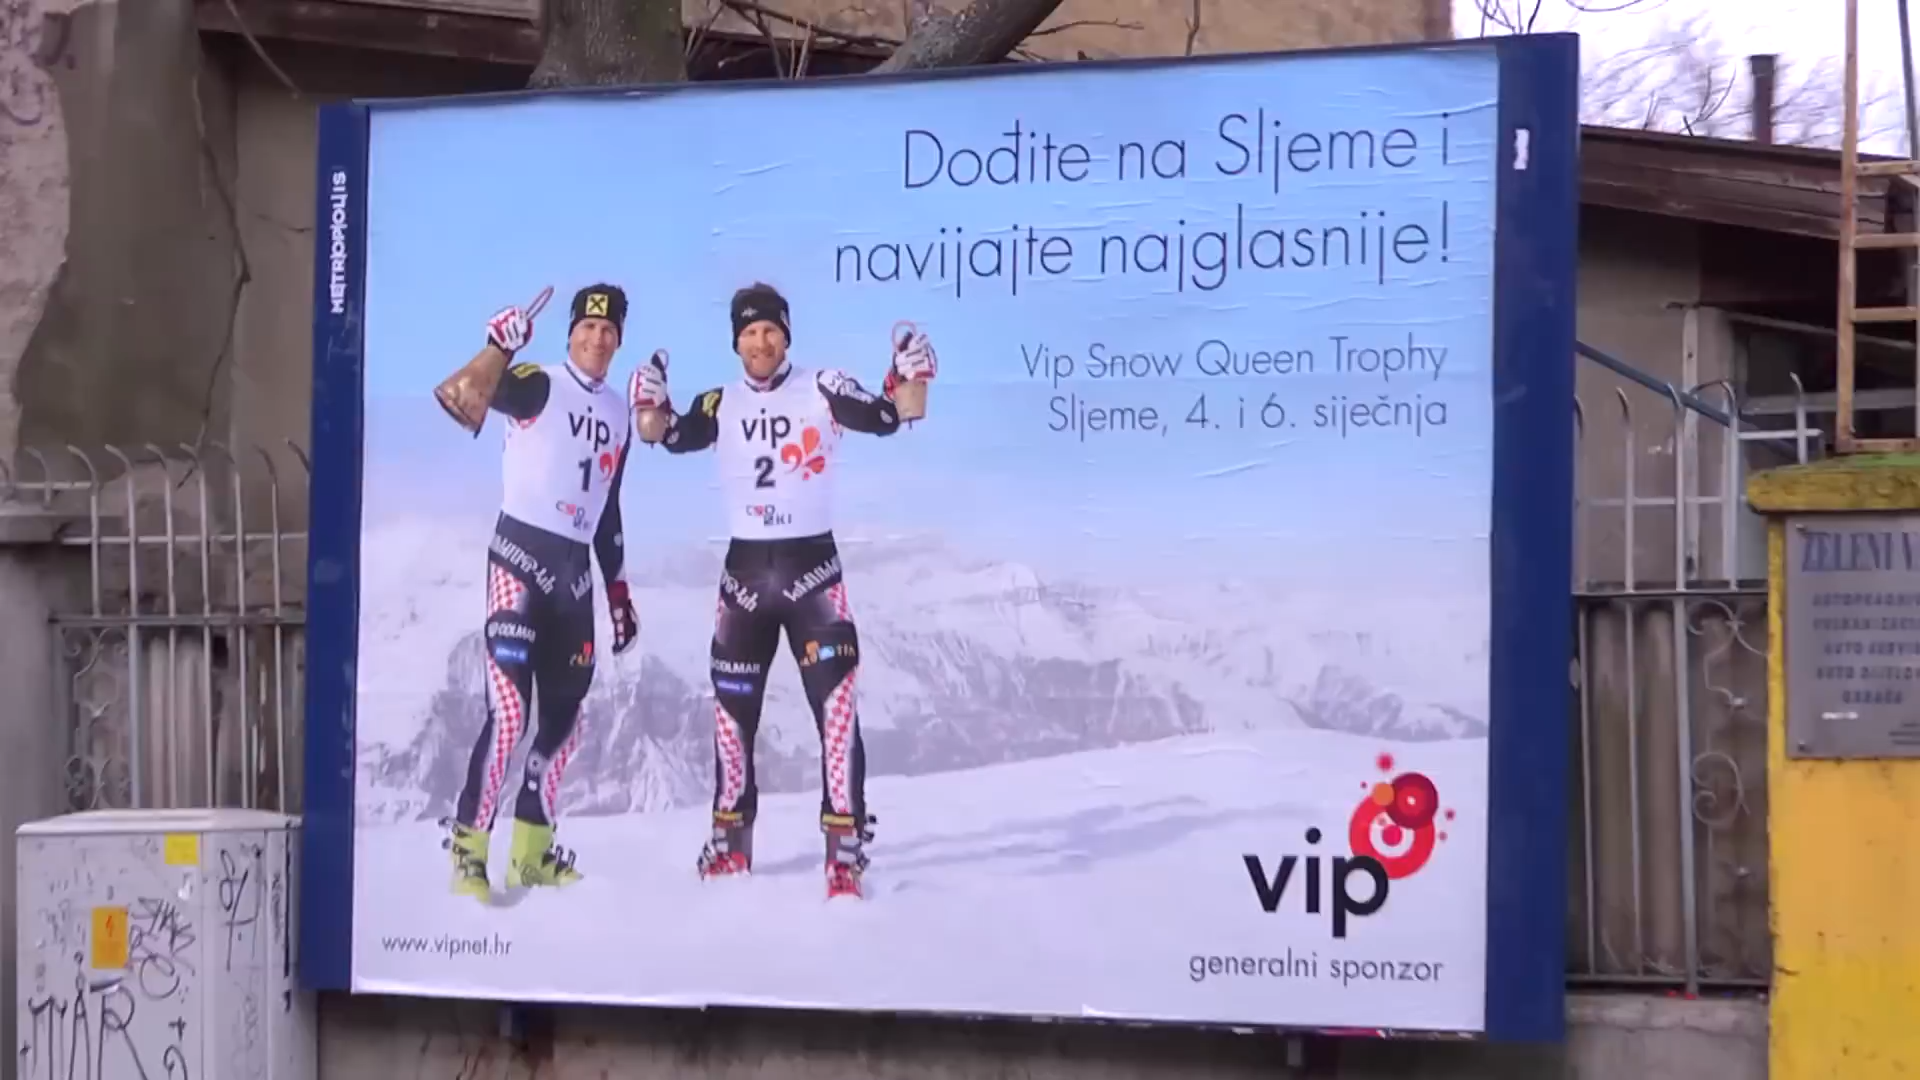 METROPOLIS
Dođite na Sljeme i
navijajte najglasnije!
Vip Snow Queen Trophy
Sljeme, 4. i 6. siječnja
vip
1
vip
2
COLMAR
COLMAR
www.vipnet.hr
vip
generalni sponzor
ZELENI